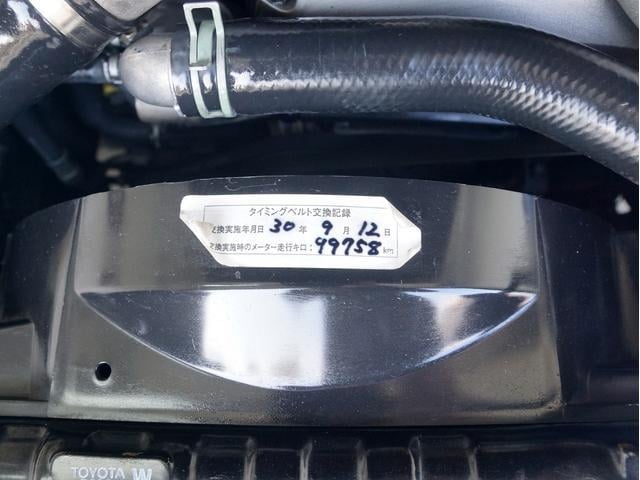 タイミングベルト交換記録
交換実施年月日 30 年 9 月 12 日
交換実施時のメーター走行キロ：99758 km
TOYOTA W